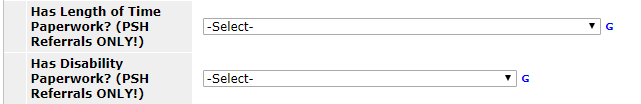 Has Length of Time
Paperwork? (PSH
Referrals ONLY!)
-Select-
G
Has Disability
Paperwork? (PSH
Referrals ONLY!)
-Select-
G